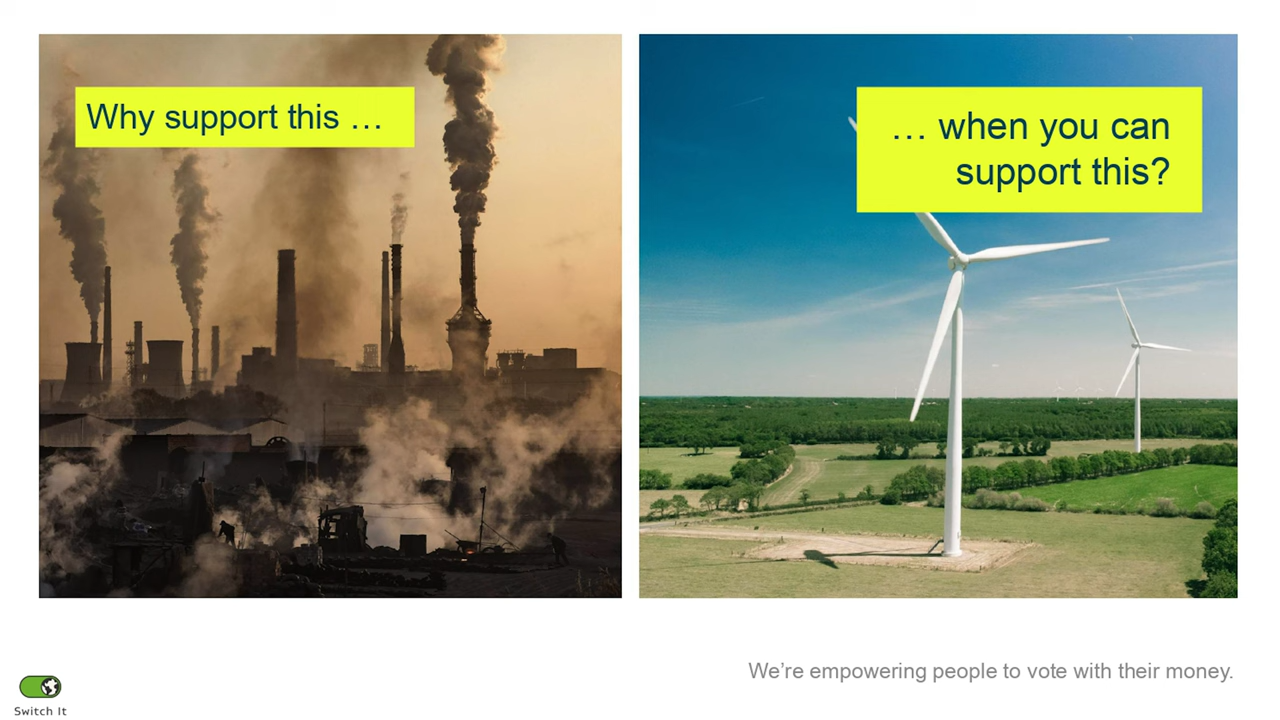 Why support this …
… when you can
support this?
We’re empowering people to vote with their money.
Switch It